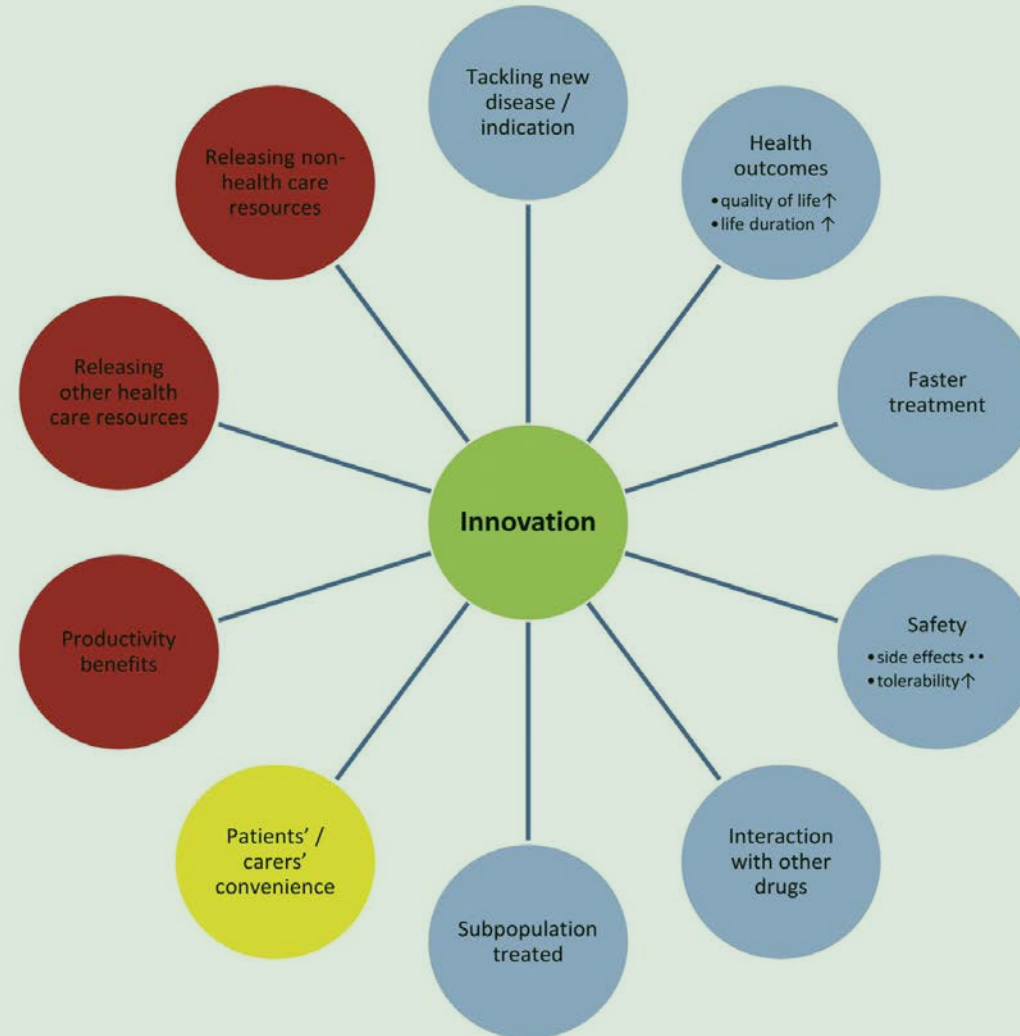 Tackling new
disease /
indication
Health
outcomes
•quality of life↑
•life duration ↑
Faster
treatment
Safety
•side effects ••
•tolerability↑
Interaction
with other
drugs
Subpopulation
treated
Patients' /
carers'
convenience
Productivity
benefits
Releasing
other health
care resources
Releasing non-
health care
resources
Innovation